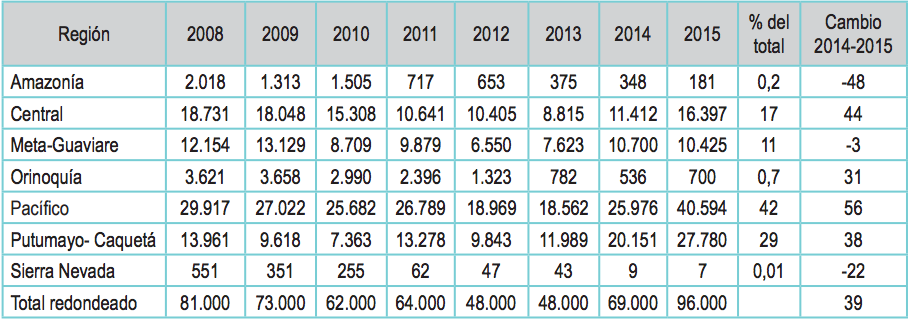 Región 2008 2009 2010 2011 2012 2013 2014 2015 % del total Cambio 2014-2015
Amazonía 2.018 1.313 1.505 717 653 375 348 181 0,2 -48
Central 18.731 18.048 15.308 10.641 10.405 8.815 11.412 16.397 17 44
Meta-Guaviare 12.154 13.129 8.709 9.879 6.550 7.623 10.700 10.425 11 -3
Orinoquía 3.621 3.658 2.990 2.396 1.323 782 536 700 0,7 31
Pacífico 29.917 27.022 25.682 26.789 18.969 18.562 25.976 40.594 42 56
Putumayo- Caquetá 13.961 9.618 7.363 13.278 9.843 11.989 20.151 27.780 29 38
Sierra Nevada 551 351 255 62 47 43 9 7 0,01 -22
Total redondeado 81.000 73.000 62.000 64.000 48.000 48.000 69.000 96.000 39